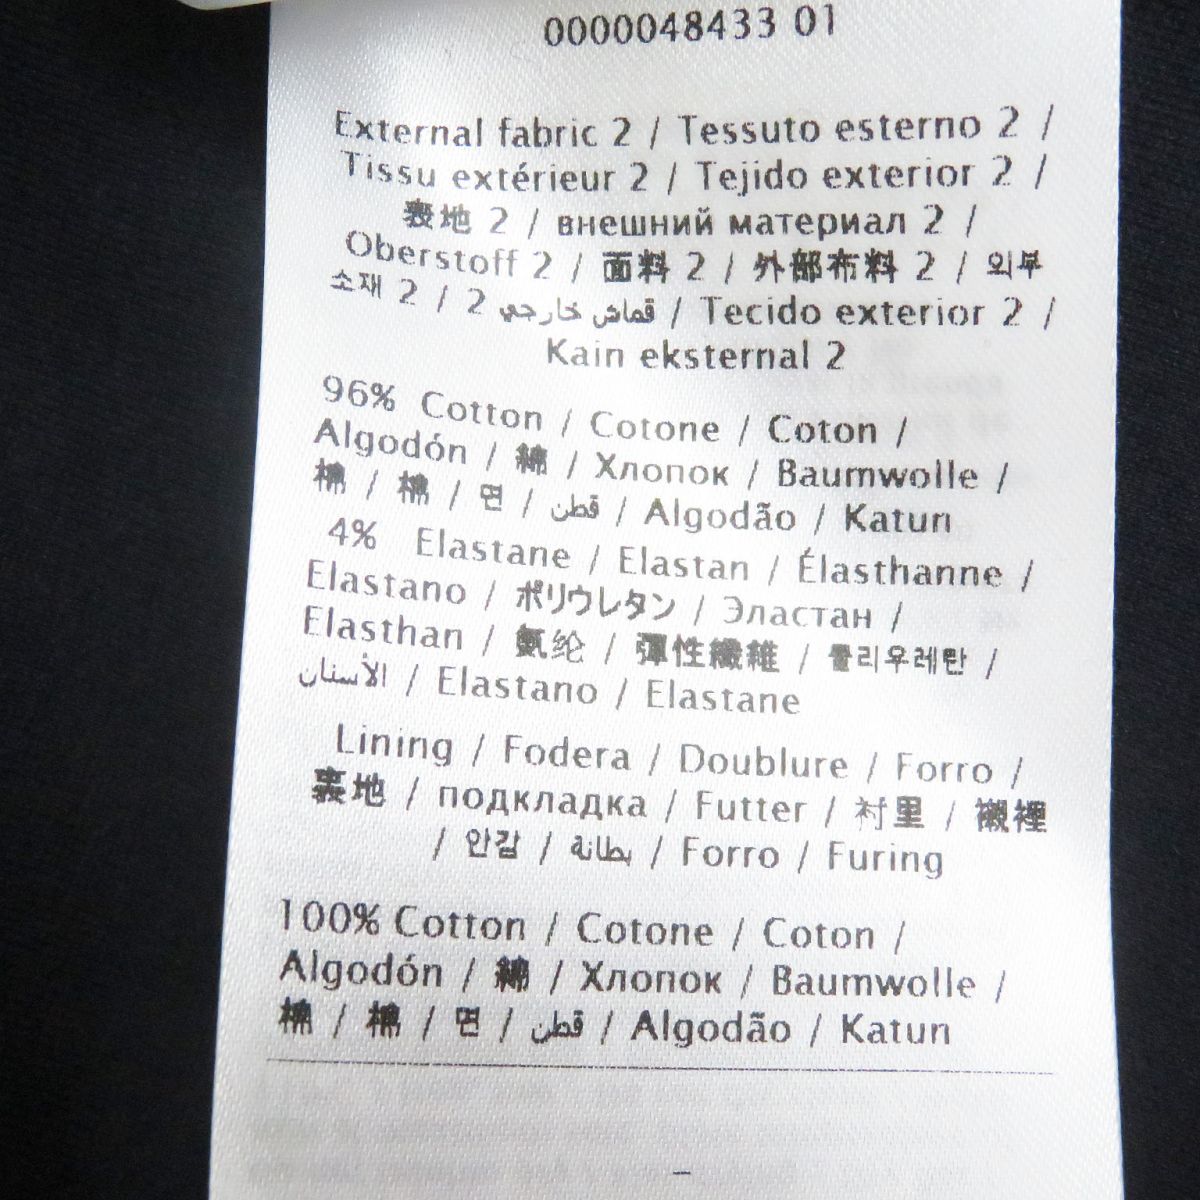 0000048433 01
External fabric 2 / Tessuto esterno 2 /
Tissu extérieur 2 / Tejido exterior 2 /
表地 2 / внешний материал 2 /
Oberstoff 2 / 面料 2 / 外部布料 2 / 외부
소재 2 / 2 قماش خارجي / Tecido exterior 2 /
Kain eksternal 2
96% Cotton / Cotone / Coton /
Algodón / 綿 / Хлопок / Baumwolle /
棉 / 棉 / 면 / قطن / Algodão / Katun
4% Elastane / Elastan / Élasthanne /
Elastano / ポリウレタン / Эластан /
Elasthan / 氨纶 / 彈性纖維 / 폴리우레탄 /
الأستان / Elastano / Elastane
Lining / Fodera / Doublure / Forro /
裏地 / подкладка / Futter / 衬里 / 襯裡
/ 안감 / بطانة / Forro / Furing
100% Cotton / Cotone / Coton /
Algodón / 綿 / Хлопок / Baumwolle /
棉 / 棉 / 면 / قطن / Algodão / Katun